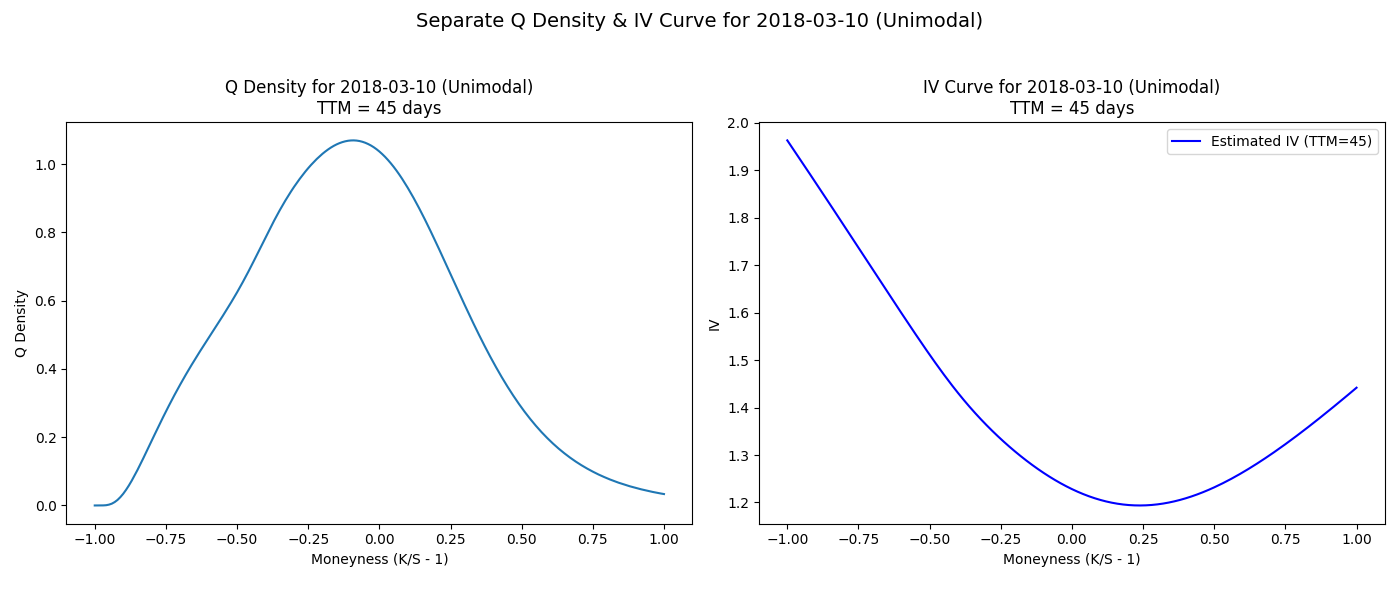 Separate Q Density & IV Curve for 2018-03-10 (Unimodal)
Q Density for 2018-03-10 (Unimodal)
TTM = 45 days
Q Density
1.0
0.8
0.6
0.4
0.2
0.0
−1.00 −0.75 −0.50 −0.25 0.00 0.25 0.50 0.75 1.00
Moneyness (K/S - 1)
IV Curve for 2018-03-10 (Unimodal)
TTM = 45 days
Estimated IV (TTM=45)
IV
2.0
1.9
1.8
1.7
1.6
1.5
1.4
1.3
1.2
−1.00 −0.75 −0.50 −0.25 0.00 0.25 0.50 0.75 1.00
Moneyness (K/S - 1)